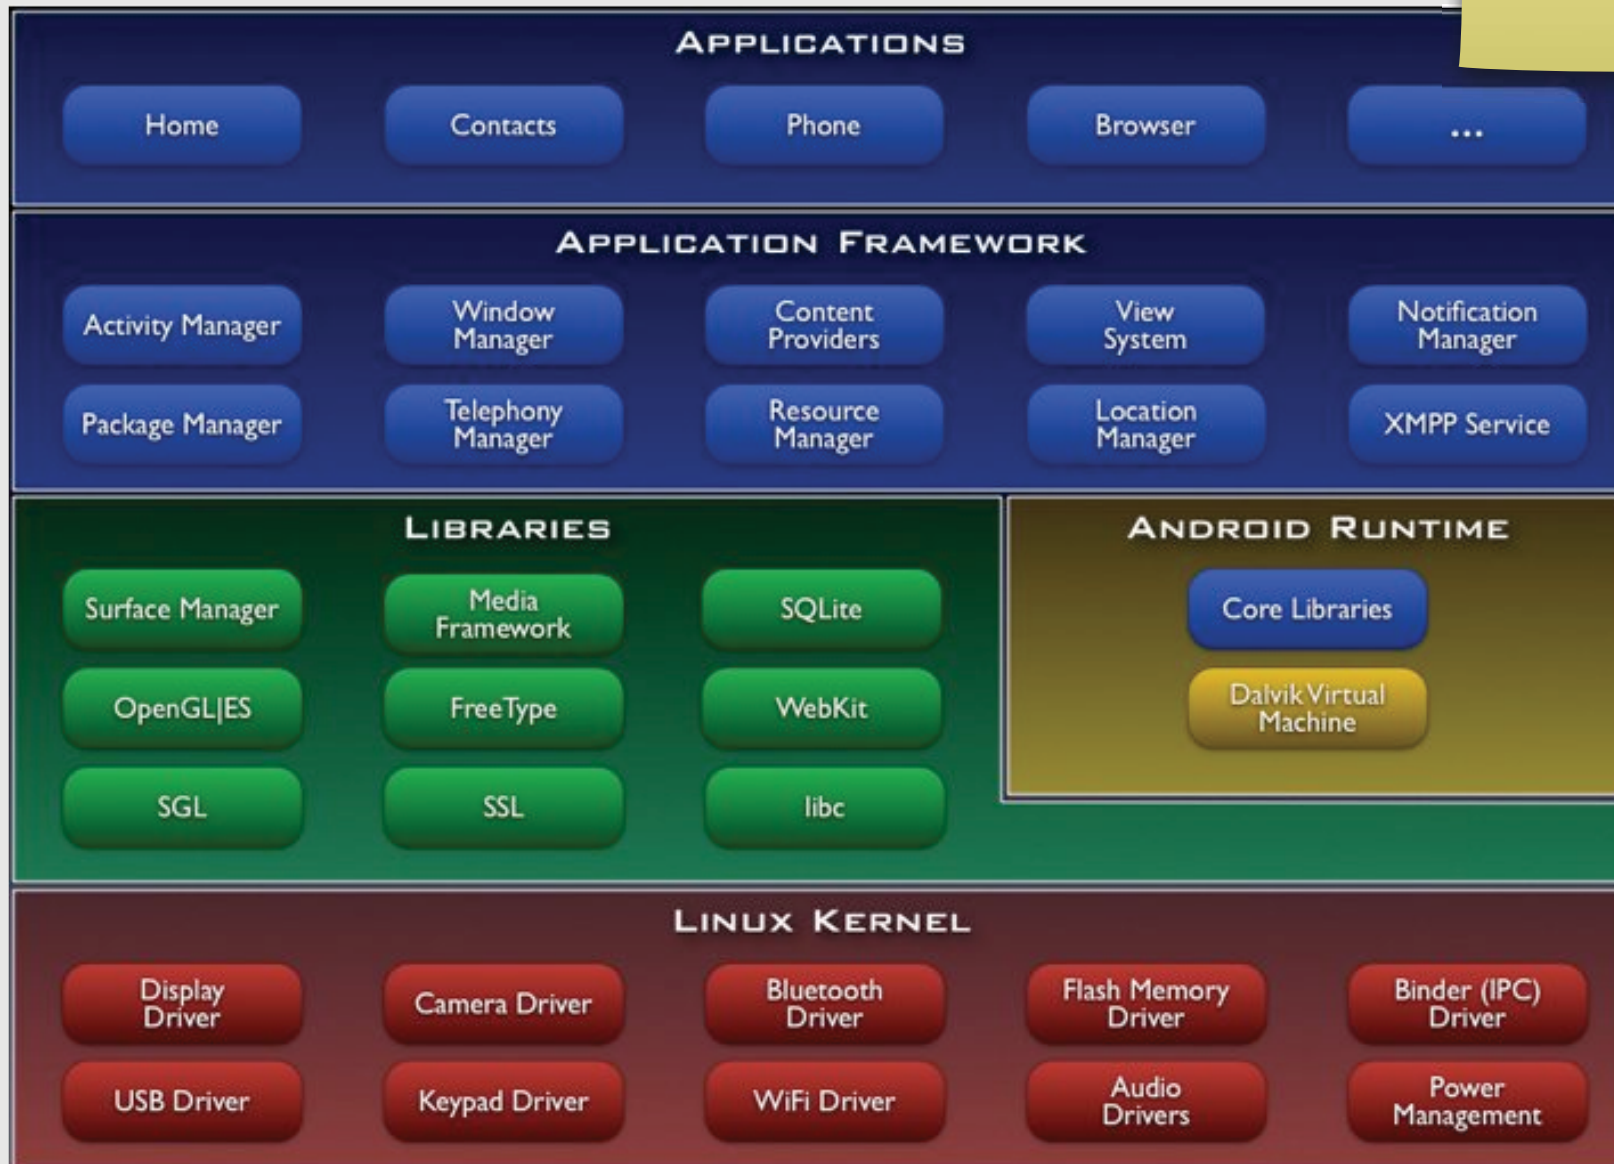 APPLICATIONS
Home
Contacts
Phone
Browser
...
APPLICATION FRAMEWORK
Activity Manager
Window
Manager
Content
Providers
View
System
Notification
Manager
Package Manager
Telephony
Manager
Resource
Manager
Location
Manager
XMPP Service
LIBRARIES
Surface Manager
Media
Framework
SQLite
OpenGL|ES
FreeType
WebKit
SGL
SSL
libc
ANDROID RUNTIME
Core Libraries
Dalvik Virtual
Machine
LINUX KERNEL
Display
Driver
Camera Driver
Bluetooth
Driver
Flash Memory
Driver
Binder (IPC)
Driver
USB Driver
Keypad Driver
WiFi Driver
Audio
Drivers
Power
Management